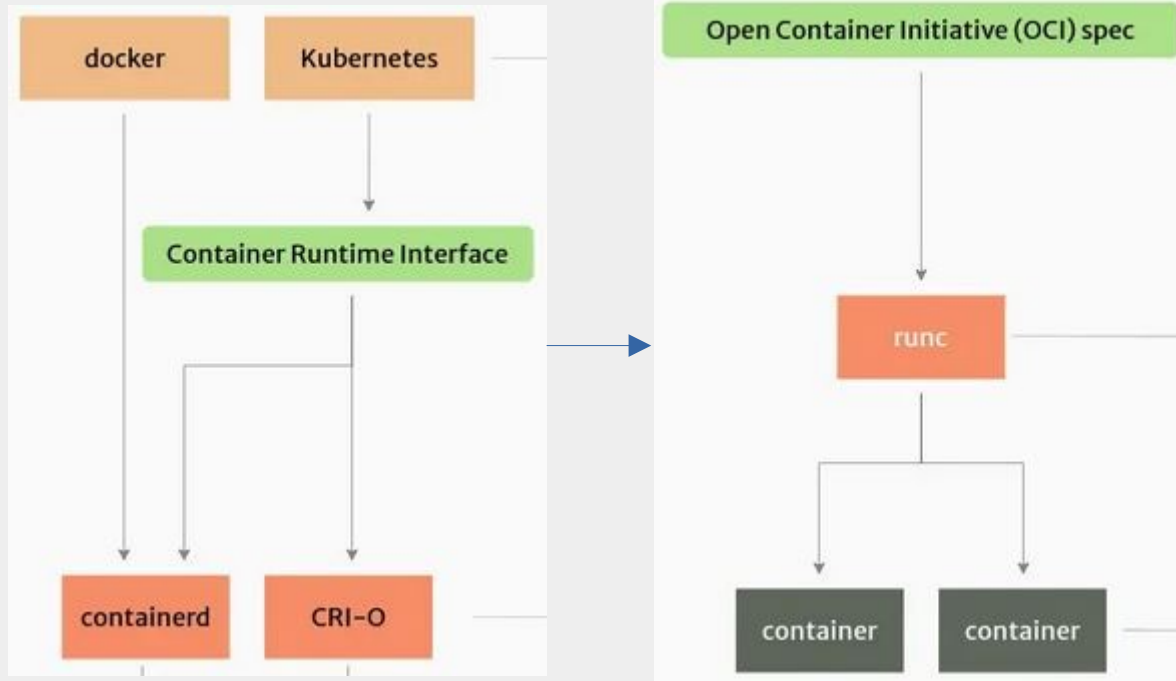 docker
Kubernetes
Container Runtime Interface
containerd
CRI-O
Open Container Initiative (OCI) spec
runc
container
container